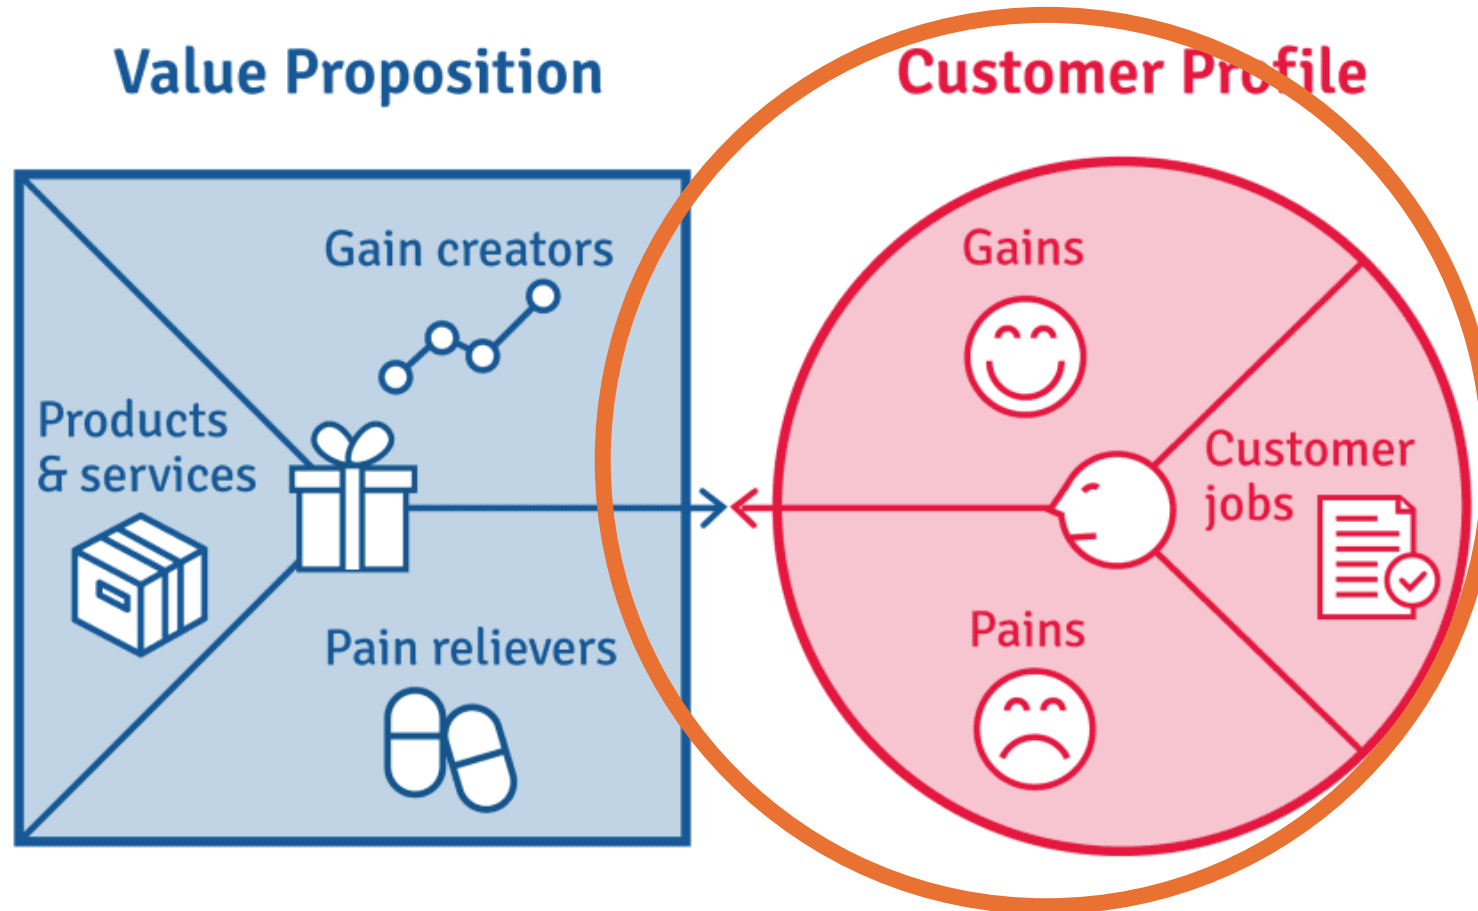 Value Proposition
Customer Profile
Gain creators
Products
& services
Pain relievers
Gains
Customer
jobs
Pains